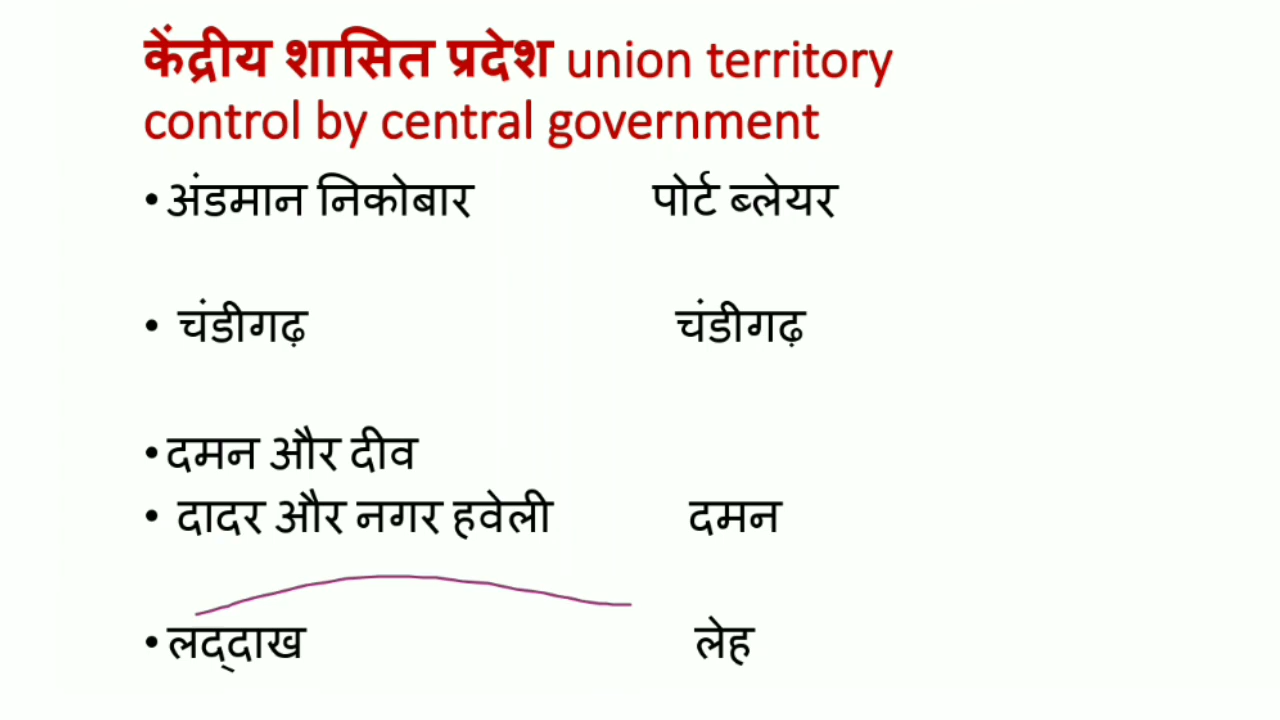 केंद्रीय शासित प्रदेश union territory
control by central government
• अंडमान निकोबार पोर्ट ब्लेयर
• चंडीगढ़ चंडीगढ़
• दमन और दीव
• दादर और नगर हवेली दमन
• लद्दाख लेह